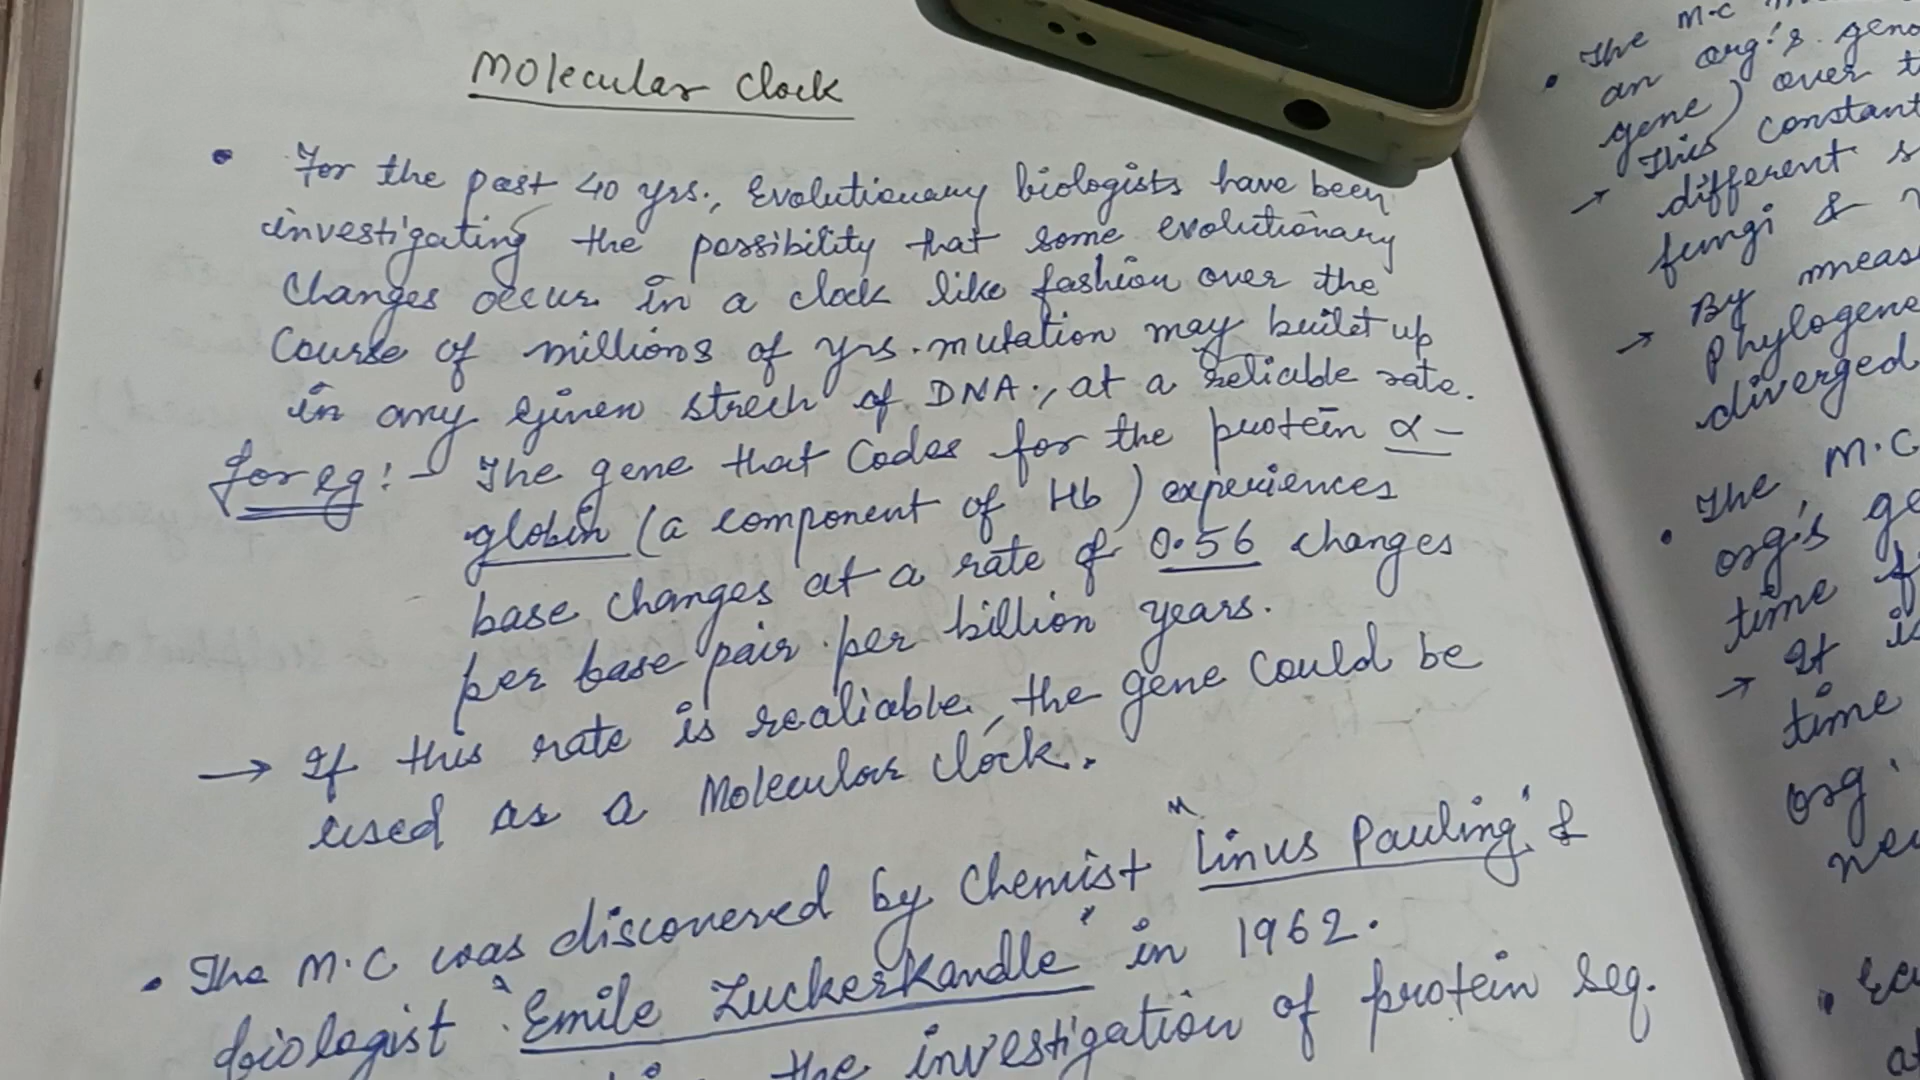 Molecular Clock
• For the past 40 yrs., Evolutionary biologists have been
investigating the possibility that some evolutionary
changes occur in a clock like fashion over the
Course of millions of yrs. mutation may built up
in any given strech of DNA., at a reliable rate.
for eg:- The gene that Codes for the protein α-
globin (a component of Hb) experiences
base changes at a rate of 0.56 changes
per base pair per billion years.
→ If this rate is realiable, the gene could be
used as a Molecular clock.
• The M.C was discovered by Chemist "Linus Pauling" &
biologist "Emile Zuckerkandle" in 1962.
the investigation of protein seq.
• The M.C
an org's.
gene) over
→ This constant
different
fungi &
→ By
Phylogene
diverged
• The M.C
org's ge
time
→ It is
time
org'